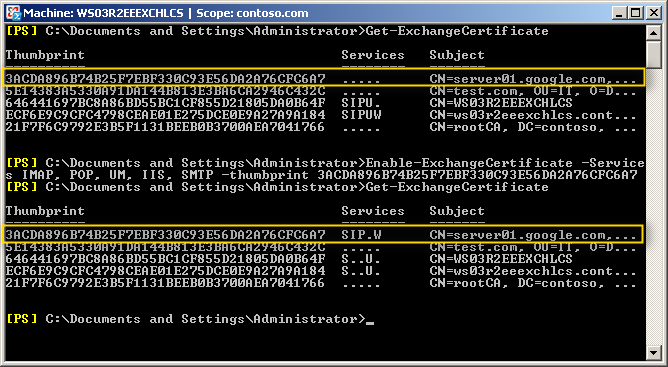 Machine: WS03R2EEEXCHLCS | Scope: contoso.com
[PS] C:\Documents and Settings\Administrator>Get-ExchangeCertificate
Thumbprint Services Subject
---------- -------- -------
3ACDA896B74B25F7EBF330C93E56DA2A76CFC6A7 ..... CN=server01.google.com,...
5E14383A5330A91DA144B813E3BA6CA2946C432C ..... CN=test.com, OU=IT, O=D...
646441697BC8A86BD55BC1CF855D21805DA0B64F SIPU. CN=WS03R2EEEXCHLCS
ECF6E9C9CFC4798CEAE01E275DCE0E9A27A9A184 SIPUW CN=ws03r2eeexchlcs.cont...
21F7F6C9792E3B5F1131BEEB0B3700AEA7041766 ..... CN=rootCA, DC=contoso, ...
[PS] C:\Documents and Settings\Administrator>Enable-ExchangeCertificate -Service
s IMAP, POP, UM, IIS, SMTP -thumbprint 3ACDA896B74B25F7EBF330C93E56DA2A76CFC6A7
[PS] C:\Documents and Settings\Administrator>Get-ExchangeCertificate
Thumbprint Services Subject
---------- -------- -------
3ACDA896B74B25F7EBF330C93E56DA2A76CFC6A7 SIP.W CN=server01.google.com,...
5E14383A5330A91DA144B813E3BA6CA2946C432C ..... CN=test.com, OU=IT, O=D...
646441697BC8A86BD55BC1CF855D21805DA0B64F S..U. CN=WS03R2EEEXCHLCS
ECF6E9C9CFC4798CEAE01E275DCE0E9A27A9A184 S..U. CN=ws03r2eeexchlcs.cont...
21F7F6C9792E3B5F1131BEEB0B3700AEA7041766 ..... CN=rootCA, DC=contoso, ...
[PS] C:\Documents and Settings\Administrator>_